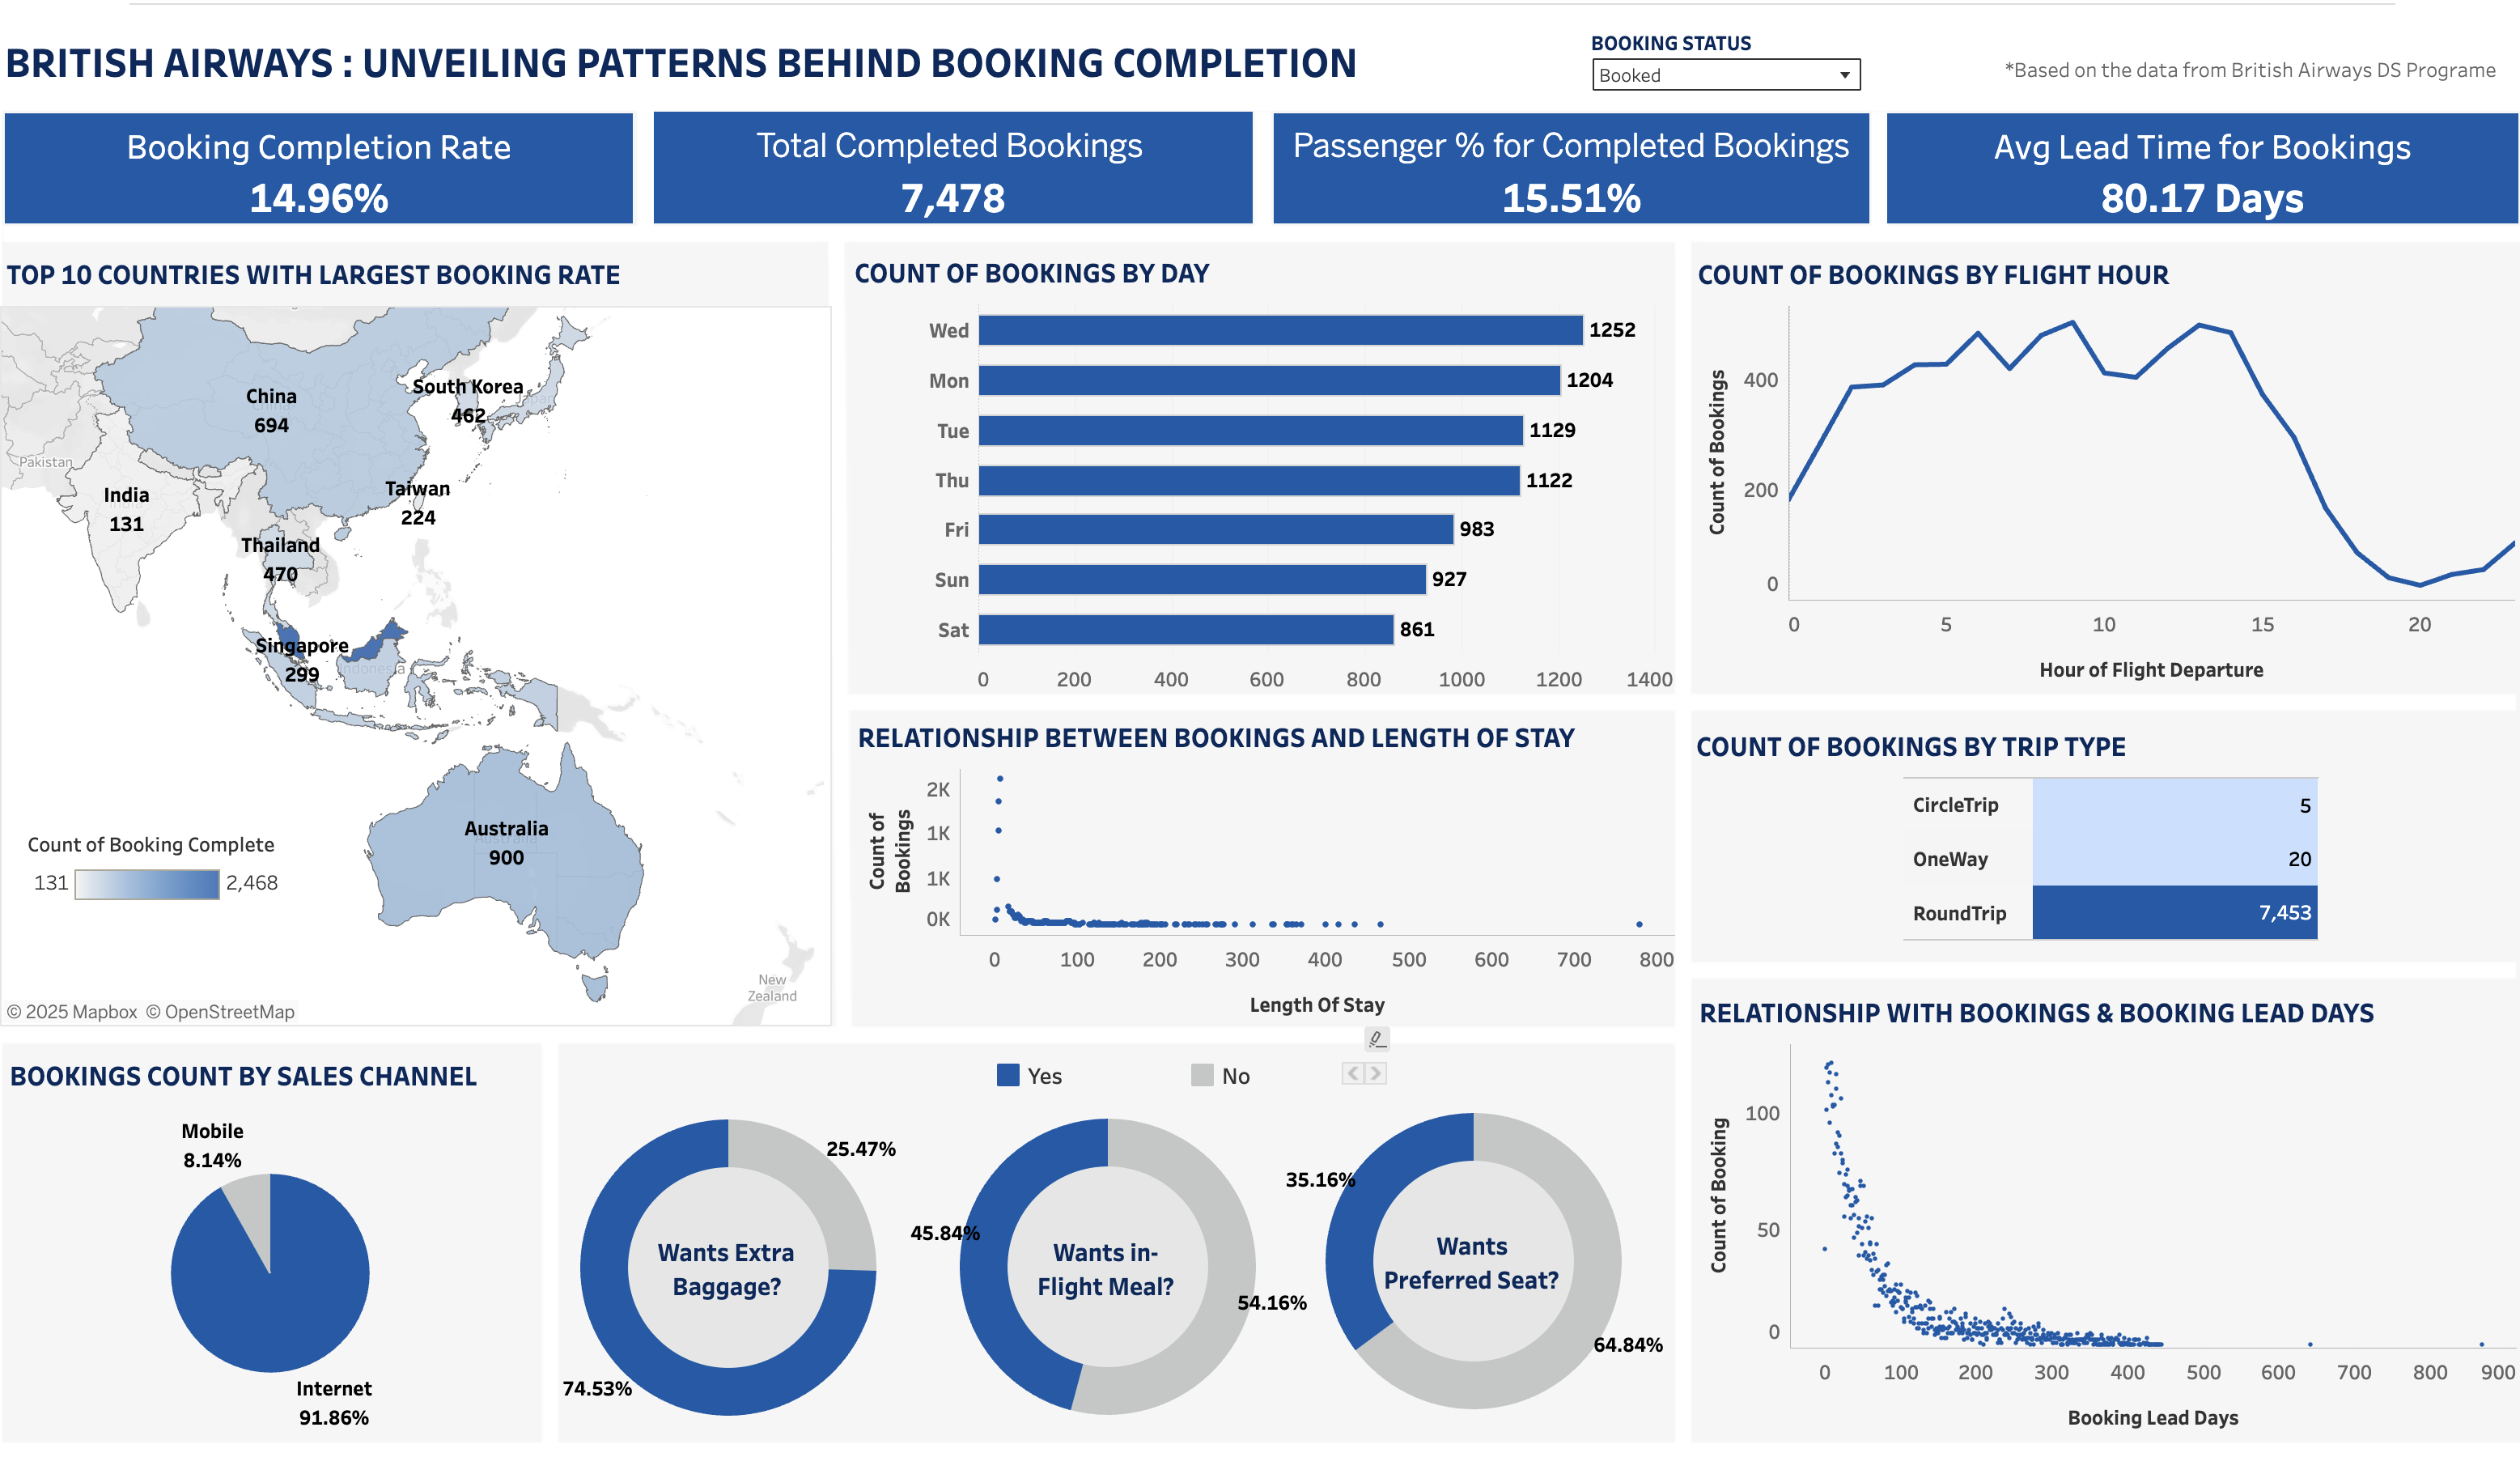 BRITISH AIRWAYS : UNVEILING PATTERNS BEHIND BOOKING COMPLETION
BOOKING STATUS
Booked
*Based on the data from British Airways DS Programe
Booking Completion Rate
14.96%
Total Completed Bookings
7,478
Passenger % for Completed Bookings
15.51%
Avg Lead Time for Bookings
80.17 Days
TOP 10 COUNTRIES WITH LARGEST BOOKING RATE
China
694
South Korea
462
Pakistan
India
131
Taiwan
224
Thailand
470
Singapore
299
Indonesia
Australia
900
Count of Booking Complete
131
2,468
New
Zealand
© 2025 Mapbox © OpenStreetMap
COUNT OF BOOKINGS BY DAY
Wed
1252
Mon
1204
Tue
1129
Thu
1122
Fri
983
Sun
927
Sat
861
0 200 400 600 800 1000 1200 1400
COUNT OF BOOKINGS BY FLIGHT HOUR
Count of Bookings
400
200
0
0 5 10 15 20
Hour of Flight Departure
RELATIONSHIP BETWEEN BOOKINGS AND LENGTH OF STAY
Count of
Bookings
2K
1K
1K
0K
0 100 200 300 400 500 600 700 800
Length Of Stay
COUNT OF BOOKINGS BY TRIP TYPE
CircleTrip 5
OneWay 20
RoundTrip 7,453
BOOKINGS COUNT BY SALES CHANNEL
Mobile
8.14%
Internet
91.86%
Yes
No
25.47%
Wants Extra
Baggage?
74.53%
45.84%
Wants in-
Flight Meal?
54.16%
35.16%
Wants
Preferred Seat?
64.84%
RELATIONSHIP WITH BOOKINGS & BOOKING LEAD DAYS
Count of Booking
100
50
0
0 100 200 300 400 500 600 700 800 900
Booking Lead Days